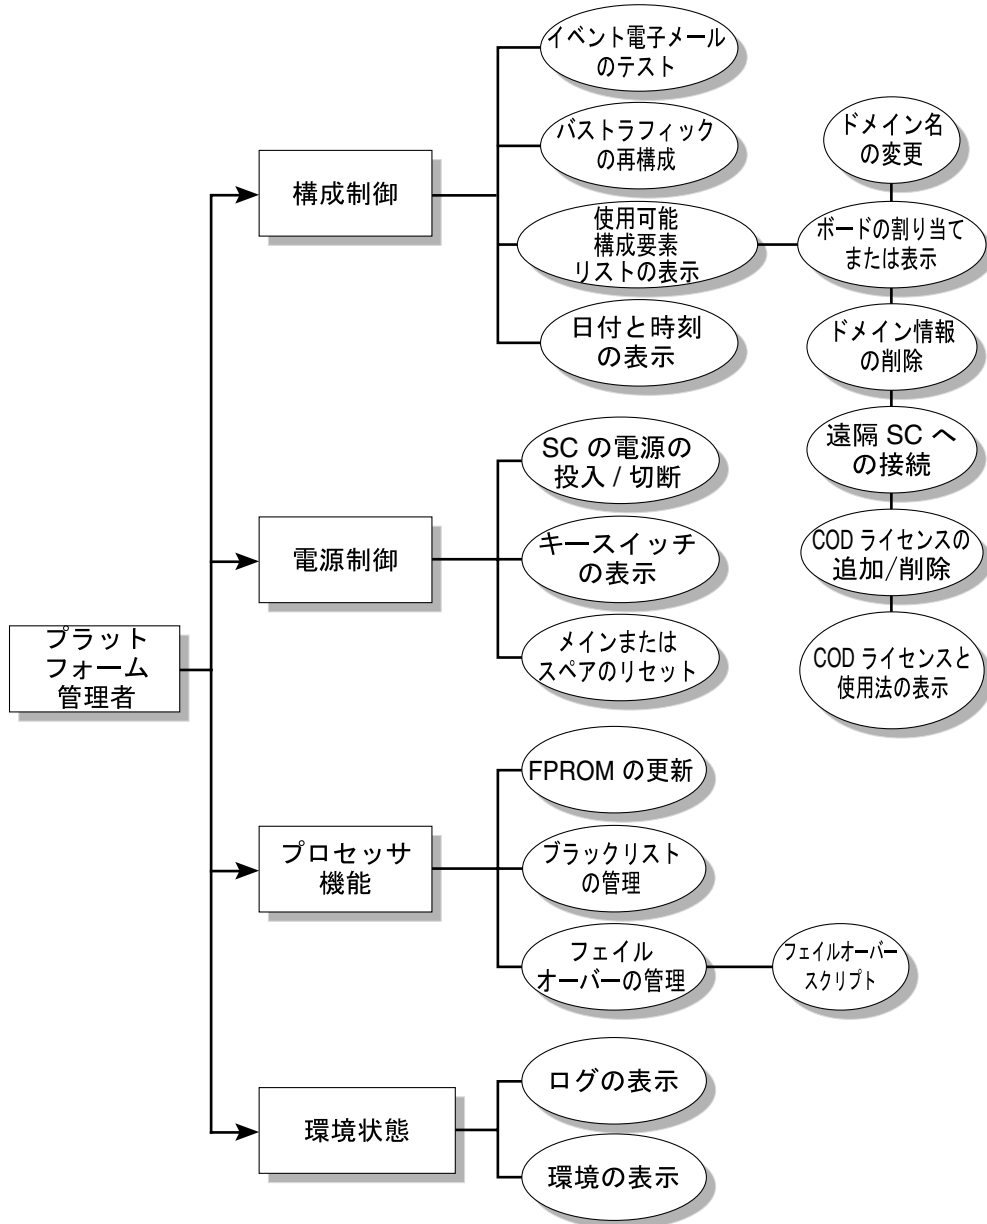 プラット
フォーム
管理者
構成制御
イベント電子メール
のテスト
バストラフィック
の再構成
使用可能
構成要素
リストの表示
日付と時刻
の表示
ドメイン名
の変更
ボードの割り当て
または表示
ドメイン情報
の削除
遠隔 SC へ
の接続
COD ライセンスの
追加/削除
COD ライセンスと
使用法の表示
電源制御
SC の電源の
投入 / 切断
キースイッチ
の表示
メインまたは
スペアのリセット
プロセッサ
機能
FPROM の更新
ブラックリスト
の管理
フェイル
オーバーの管理
フェイルオーバー
スクリプト
環境状態
ログの表示
環境の表示